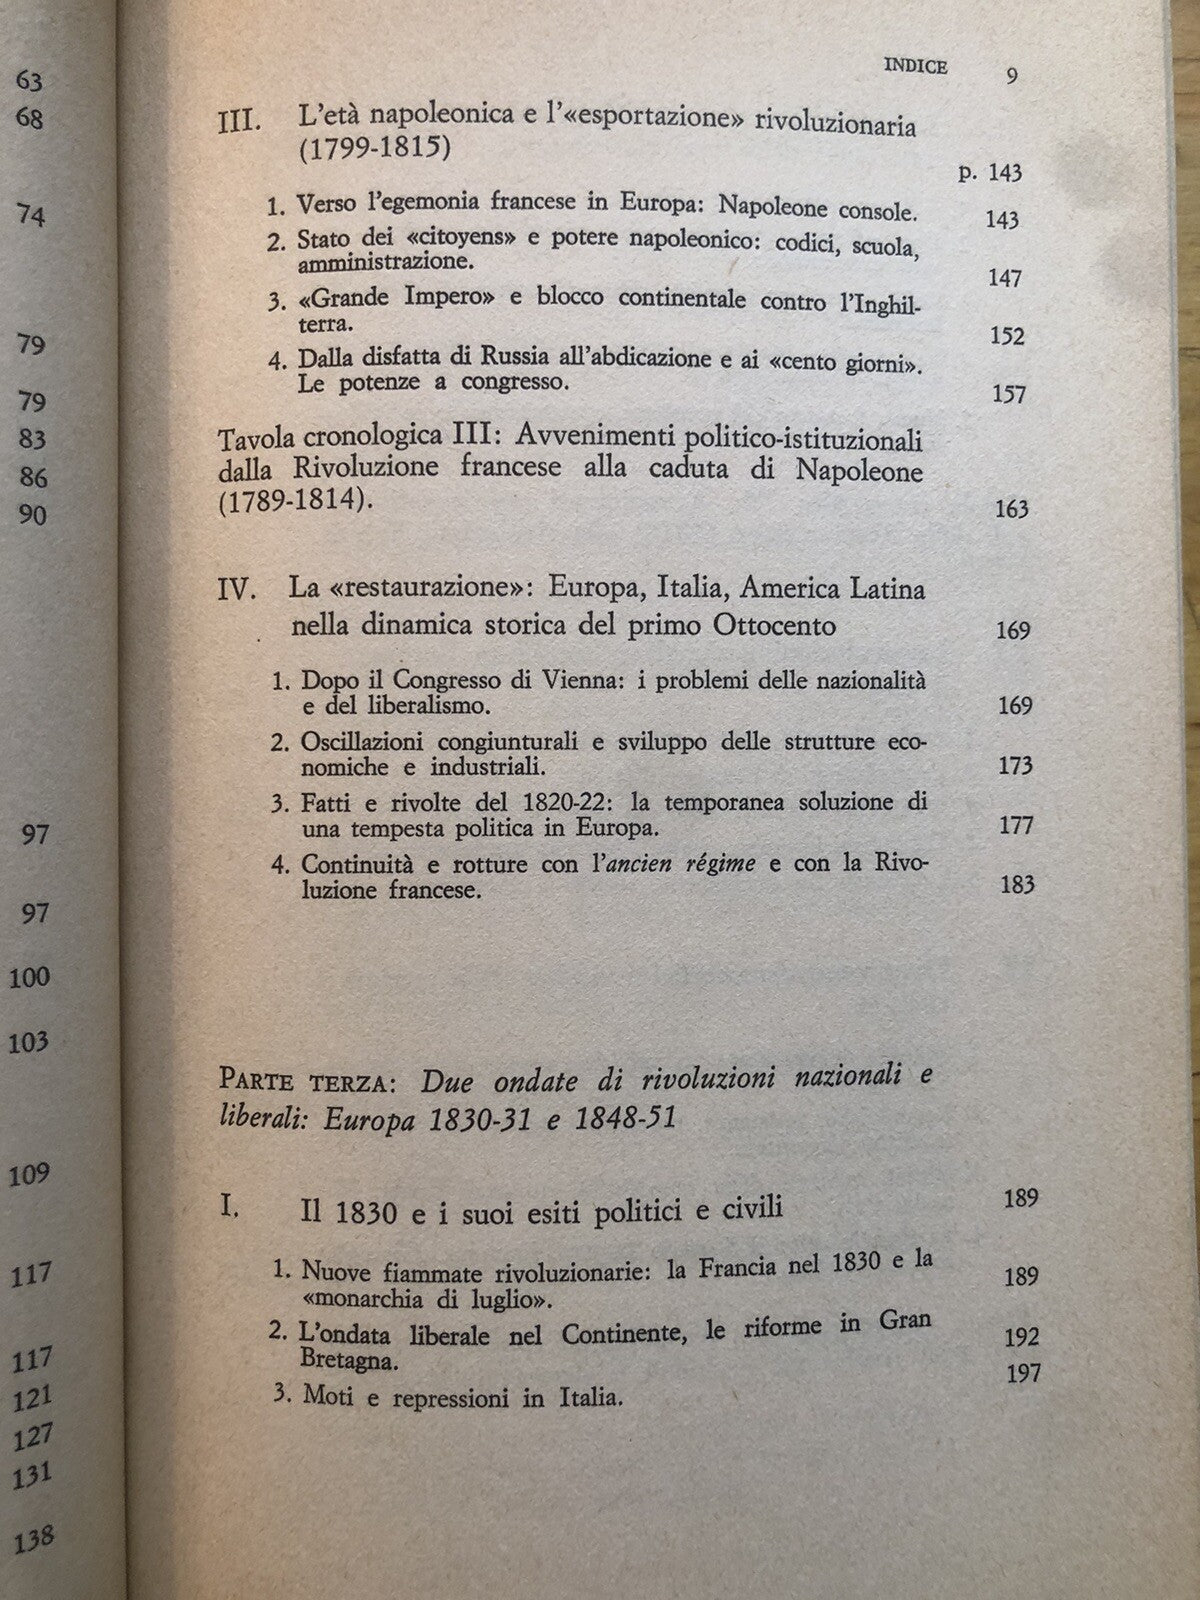 63
68
74
79
79
83
86
90
97
97
100
103
109
117
117
121
127
131
138
INDICE 9
III. L'età napoleonica e l'«esportazione» rivoluzionaria
(1799-1815)
p. 143
1. Verso l'egemonia francese in Europa: Napoleone console. 143
2. Stato dei «citoyens» e potere napoleonico: codici, scuola,
amministrazione. 147
3. «Grande Impero» e blocco continentale contro l'Inghil-
terra. 152
4. Dalla disfatta di Russia all'abdicazione e ai «cento giorni».
Le potenze a congresso. 157
Tavola cronologica III: Avvenimenti politico-istituzionali
dalla Rivoluzione francese alla caduta di Napoleone
(1789-1814). 163
IV. La «restaurazione»: Europa, Italia, America Latina
nella dinamica storica del primo Ottocento 169
1. Dopo il Congresso di Vienna: i problemi delle nazionalità
e del liberalismo. 169
2. Oscillazioni congiunturali e sviluppo delle strutture eco-
nomiche e industriali. 173
3. Fatti e rivolte del 1820-22: la temporanea soluzione di
una tempesta politica in Europa. 177
4. Continuità e rotture con l'ancien régime e con la Rivo-
luzione francese. 183
PARTE TERZA: Due ondate di rivoluzioni nazionali e
liberali: Europa 1830-31 e 1848-51
I. Il 1830 e i suoi esiti politici e civili 189
1. Nuove fiammate rivoluzionarie: la Francia nel 1830 e la
«monarchia di luglio». 189
2. L'ondata liberale nel Continente, le riforme in Gran
Bretagna. 192
3. Moti e repressioni in Italia. 197